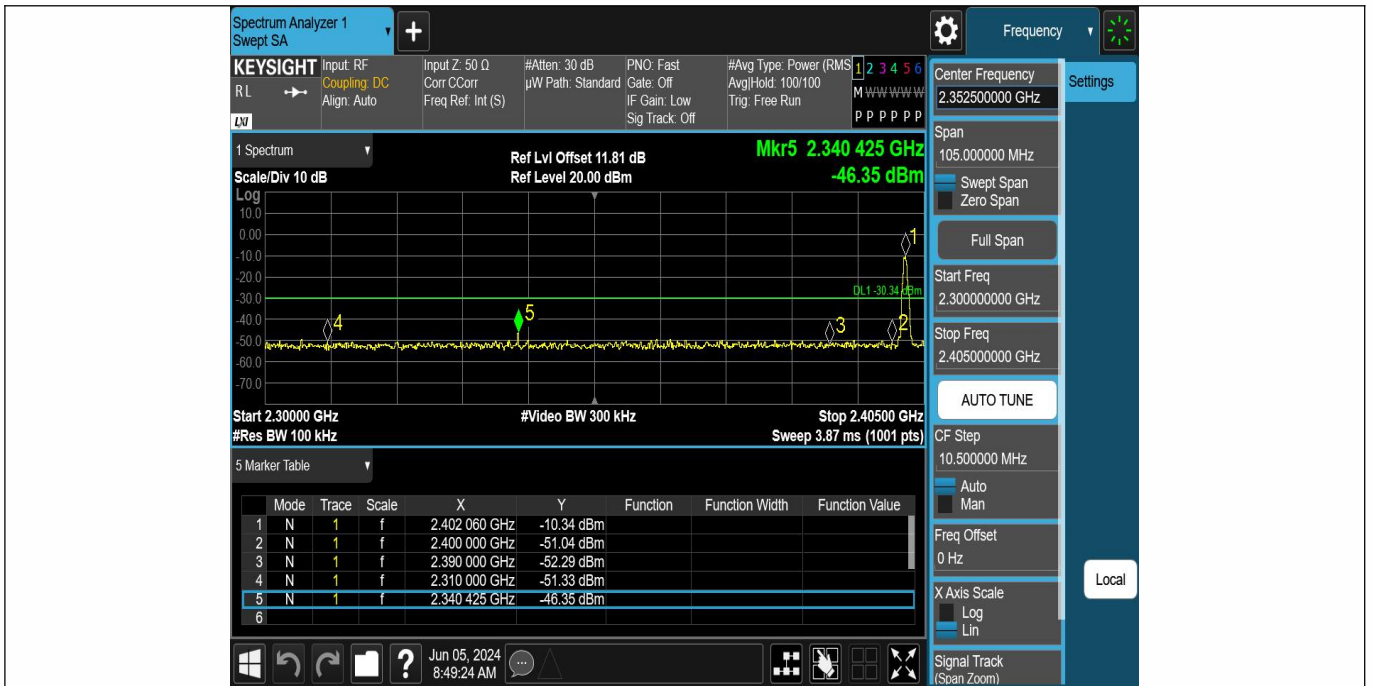 Spectrum Analyzer 1
Swept SA
+
Frequency
KEYSIGHT Input: RF Input Z: 50 Ω #Atten: 30 dB PNO: Fast #Avg Type: Power (RMS 1 2 3 4 5 6
RL Coupling: DC Corr CCorr µW Path: Standard Gate: Off Avg|Hold: 100/100 M W W W W W
Align: Auto Freq Ref: Int (S) IF Gain: Low Trig: Free Run
LXI Sig Track: Off P P P P P P
1 Spectrum
Ref Lvl Offset 11.81 dB Mkr5 2.340 425 GHz
Scale/Div 10 dB Ref Level 20.00 dBm -46.35 dBm
Log
10.0
0.00 1
-10.0
-20.0
DL1 -30.34 dBm
-30.0
-40.0 4 5 3 2
-50.0
-60.0
-70.0
Start 2.30000 GHz #Video BW 300 kHz Stop 2.40500 GHz
#Res BW 100 kHz Sweep 3.87 ms (1001 pts)
5 Marker Table
Mode Trace Scale X Y Function Function Width Function Value
1 N 1 f 2.402 060 GHz -10.34 dBm
2 N 1 f 2.400 000 GHz -51.04 dBm
3 N 1 f 2.390 000 GHz -52.29 dBm
4 N 1 f 2.310 000 GHz -51.33 dBm
5 N 1 f 2.340 425 GHz -46.35 dBm
6
?
Jun 05, 2024
8:49:24 AM
Center Frequency
2.352500000 GHz
Settings
Span
105.000000 MHz
Swept Span
Zero Span
Full Span
Start Freq
2.300000000 GHz
Stop Freq
2.405000000 GHz
AUTO TUNE
CF Step
10.500000 MHz
Auto
Man
Freq Offset
0 Hz
Local
X Axis Scale
Log
Lin
Signal Track
(Span Zoom)